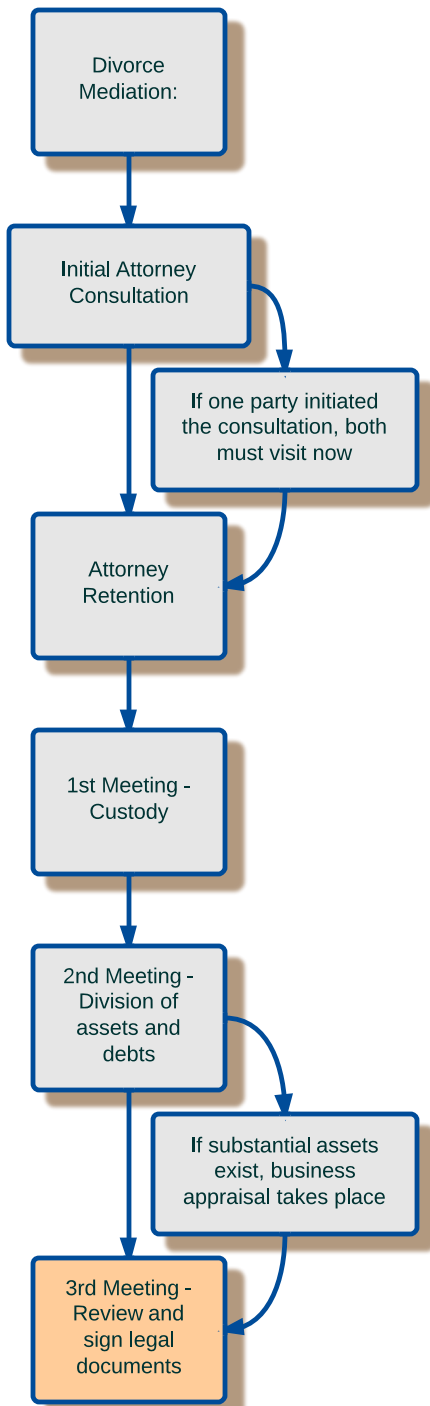 Divorce
Mediation:
Initial Attorney
Consultation
If one party initiated
the consultation, both
must visit now
Attorney
Retention
1st Meeting -
Custody
2nd Meeting -
Division of
assets and
debts
If substantial assets
exist, business
appraisal takes place
3rd Meeting -
Review and
sign legal
documents